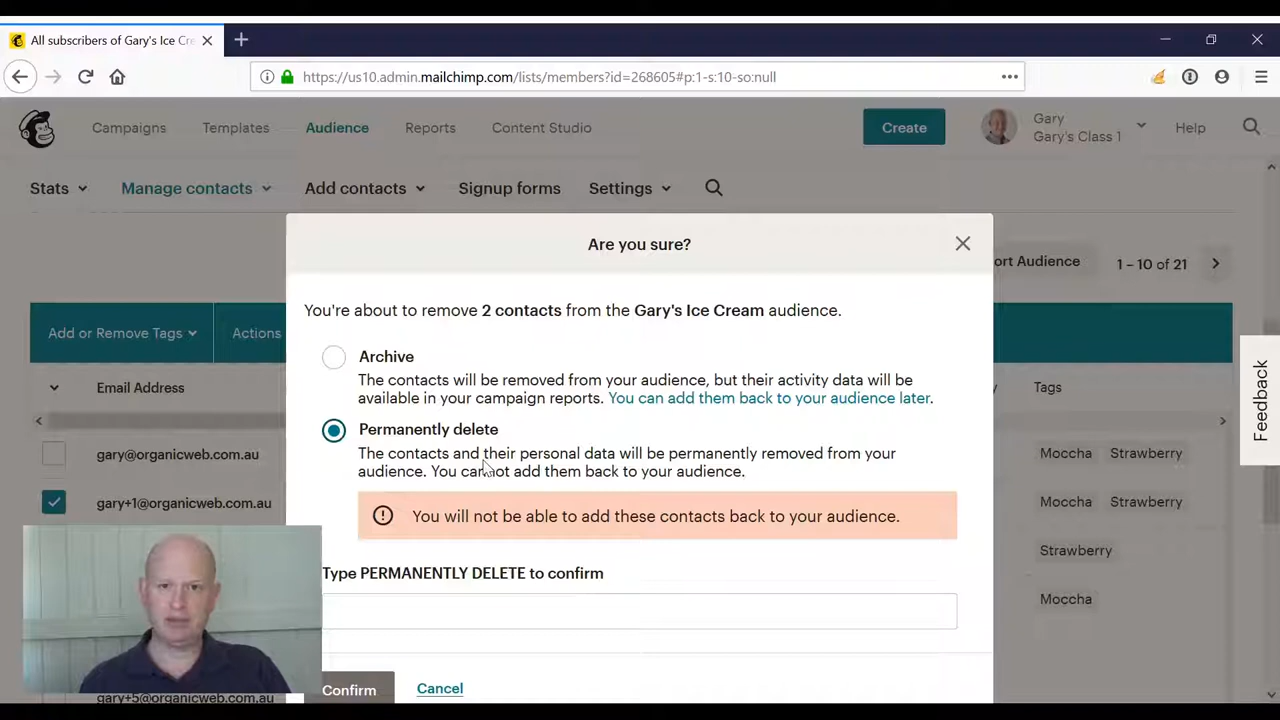 All subscribers of Gary's Ice Cre
https://us10.admin.mailchimp.com/lists/members?id=268605#p:1-s:10-so:null
Campaigns Templates Audience Reports Content Studio Create Gary Help
Gary's Class 1
Stats Manage contacts Add contacts Signup forms Settings
Are you sure?
ort Audience 1 – 10 of 21
You're about to remove 2 contacts from the Gary's Ice Cream audience.
Add or Remove Tags Actions
Archive
The contacts will be removed from your audience, but their activity data will be
available in your campaign reports. You can add them back to your audience later.
Email Address y Tags
Permanently delete
The contacts and their personal data will be permanently removed from your
audience. You cannot add them back to your audience.
gary@organicweb.com.au Moccha Strawberry
gary+1@organicweb.com.au Moccha Strawberry
You will not be able to add these contacts back to your audience.
Strawberry
Type PERMANENTLY DELETE to confirm
Moccha
Confirm Cancel
gary+5@organicweb.com.au
Feedback